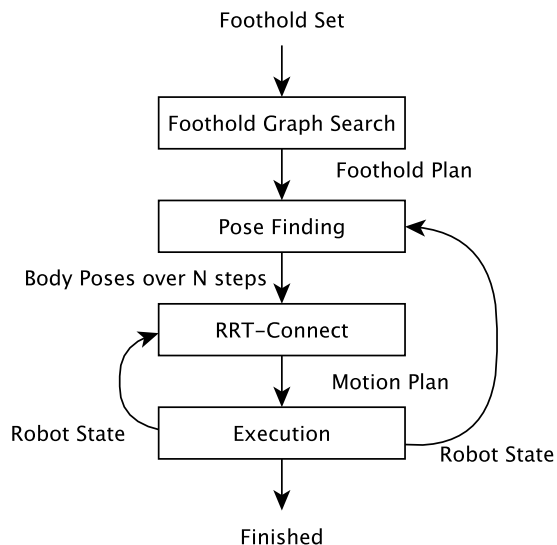 Foothold Set
Foothold Graph Search
Foothold Plan
Pose Finding
Body Poses over N steps
RRT–Connect
Motion Plan
Robot State
Execution
Robot State
Finished